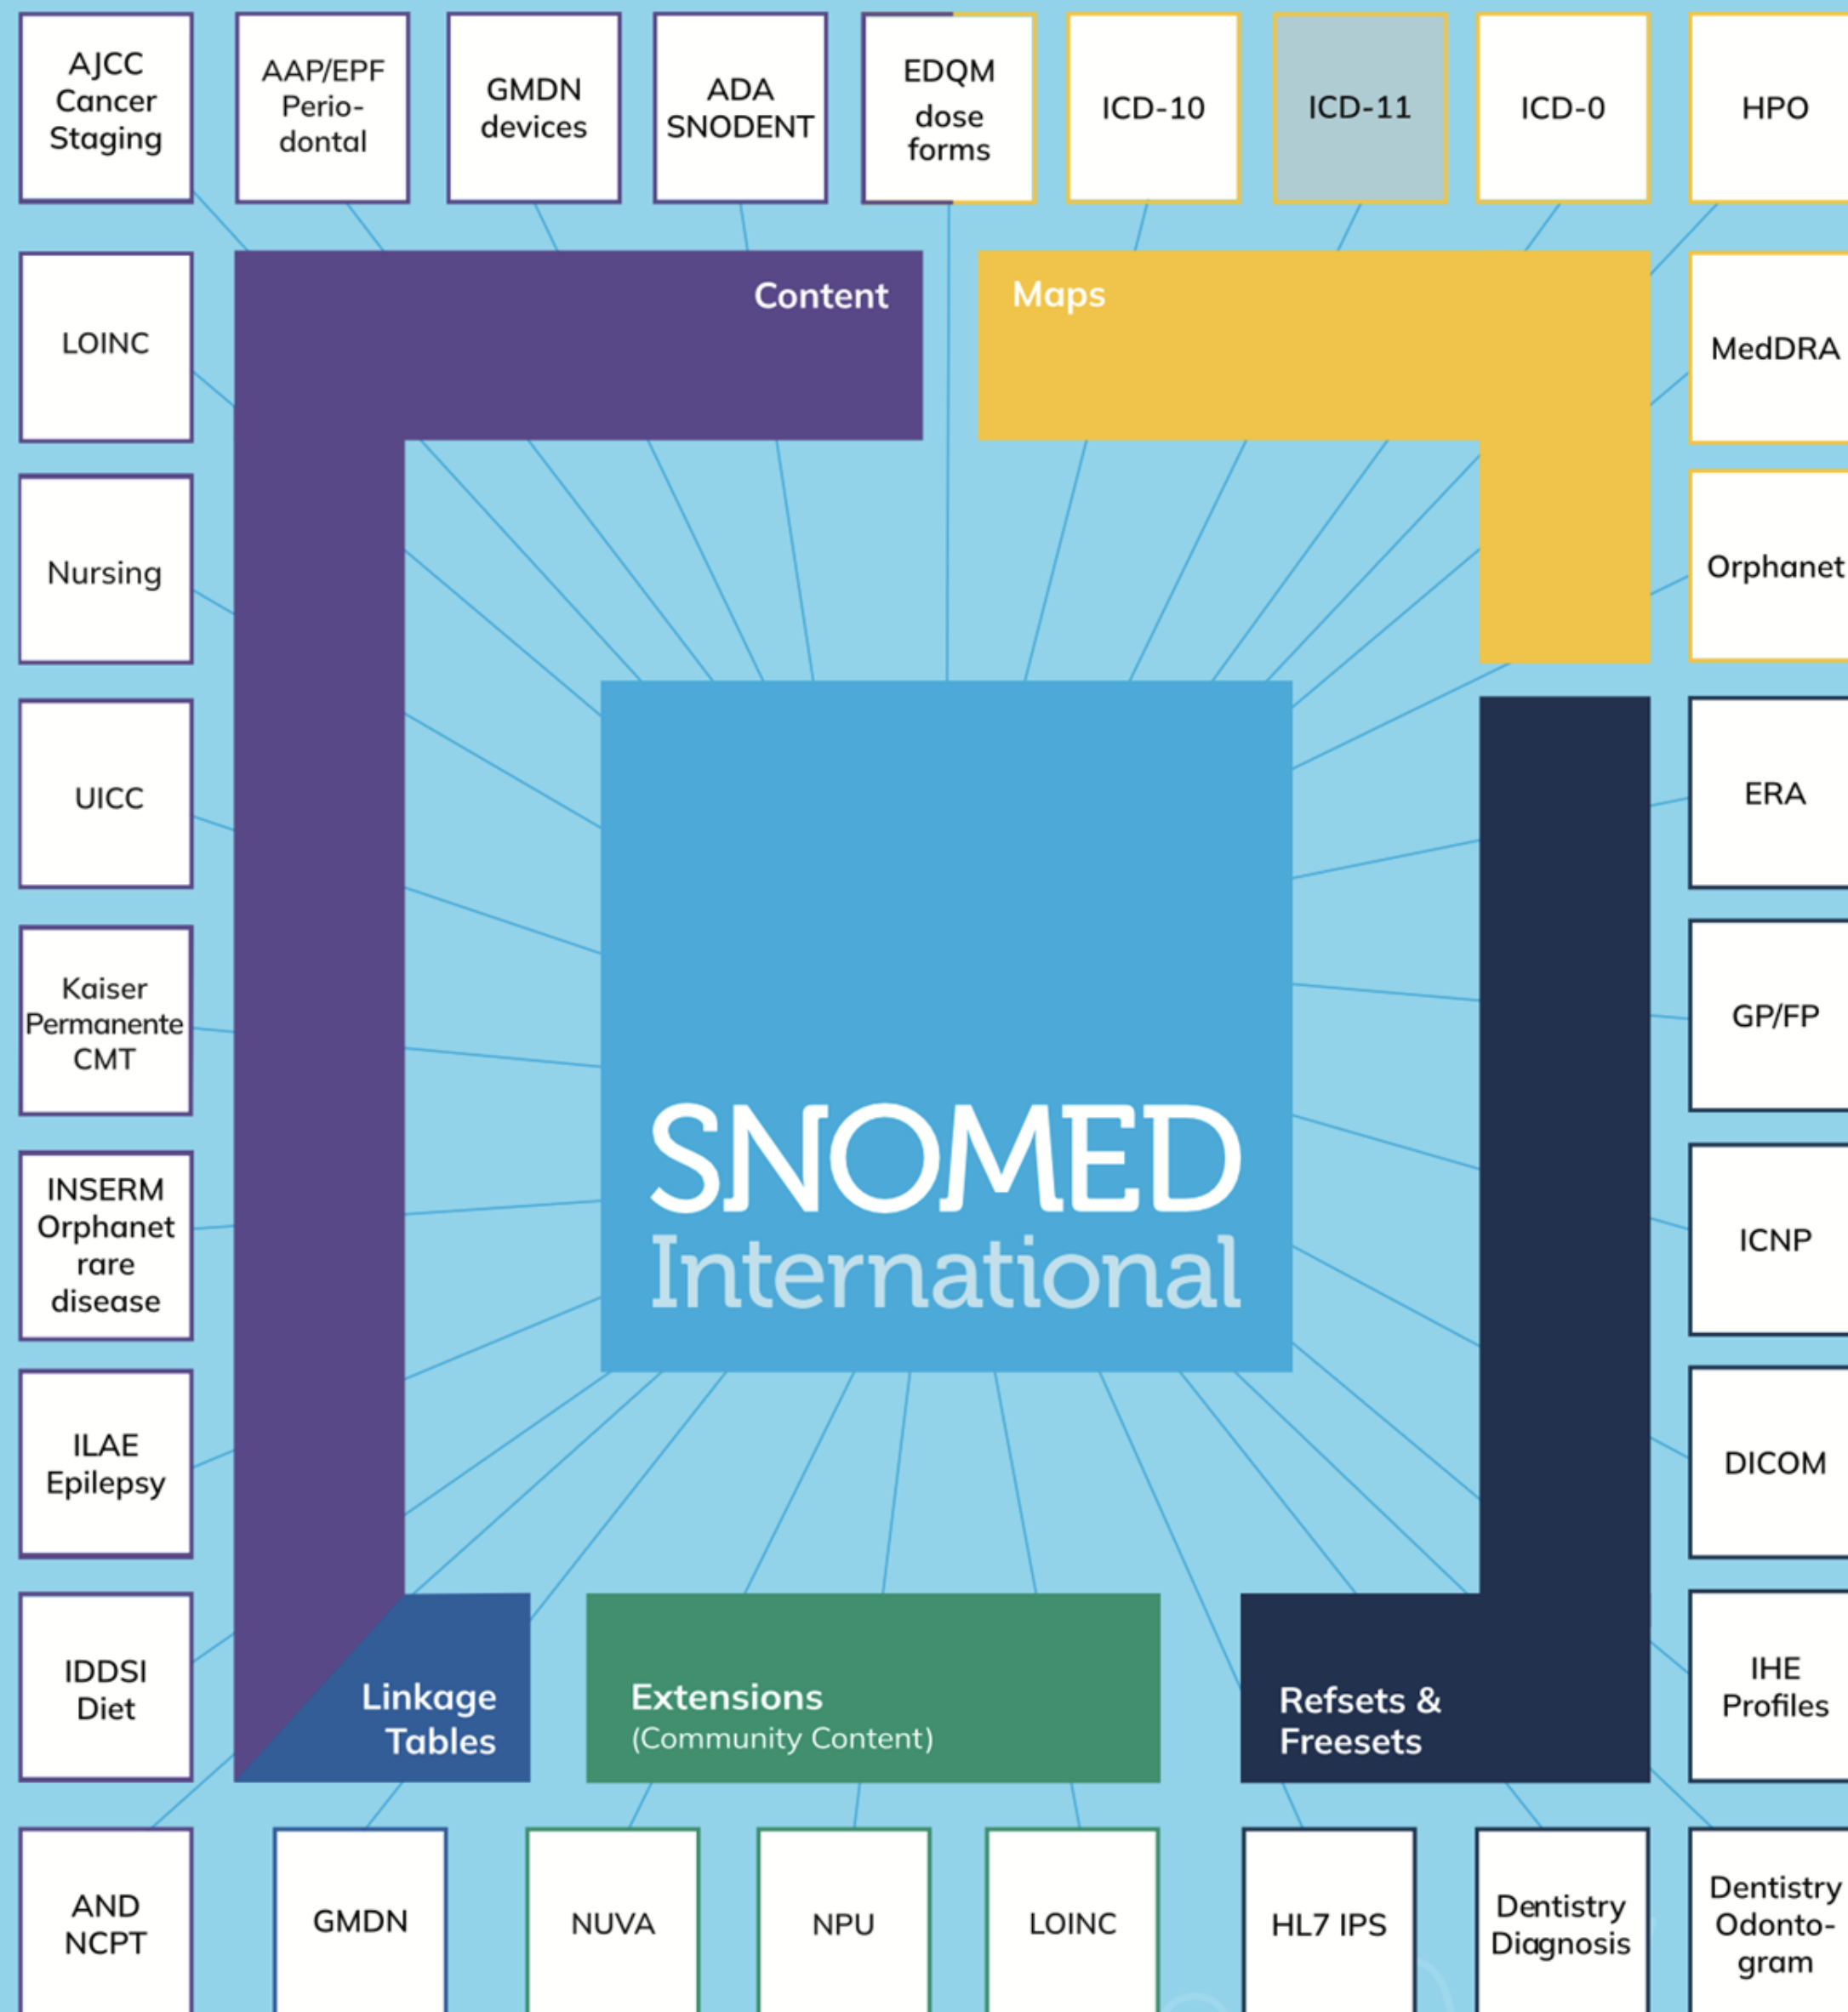 AJCC
Cancer
Staging
AAP/EPF
Perio-
dontal
GMDN
devices
ADA
SNODENT
EDQM
dose
forms
ICD-10
ICD-11
ICD-0
HPO
Content
Maps
LOINC
MedDRA
Nursing
Orphanet
UICC
ERA
Kaiser
Permanente
CMT
GP/FP
SNOMED
International
INSERM
Orphanet
rare
disease
ICNP
ILAE
Epilepsy
DICOM
IDDSI
Diet
Linkage
Tables
Extensions
(Community Content)
Refsets &
Freesets
IHE
Profiles
AND
NCPT
GMDN
NUVA
NPU
LOINC
HL7 IPS
Dentistry
Diagnosis
Dentistry
Odonto-
gram